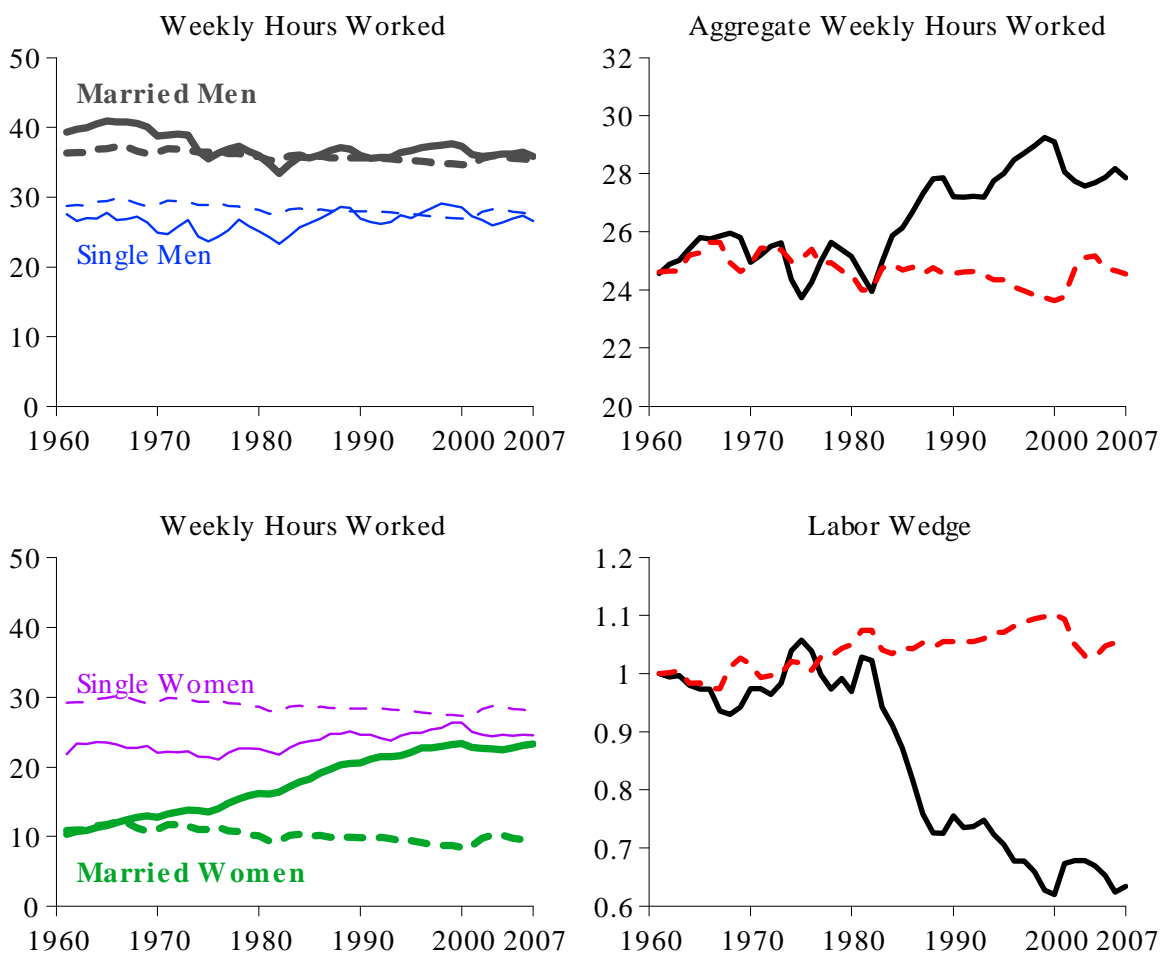 Weekly Hours Worked
50
40
30
20
10
0
Married Men
Single Men
1960 1970 1980 1990 2000 2007
Aggregate Weekly Hours Worked
32
30
28
26
24
22
20
1960 1970 1980 1990 2000 2007
Weekly Hours Worked
50
40
30
20
10
0
Single Women
Married Women
1960 1970 1980 1990 2000 2007
Labor Wedge
1.2
1.1
1
0.9
0.8
0.7
0.6
1960 1970 1980 1990 2000 2007